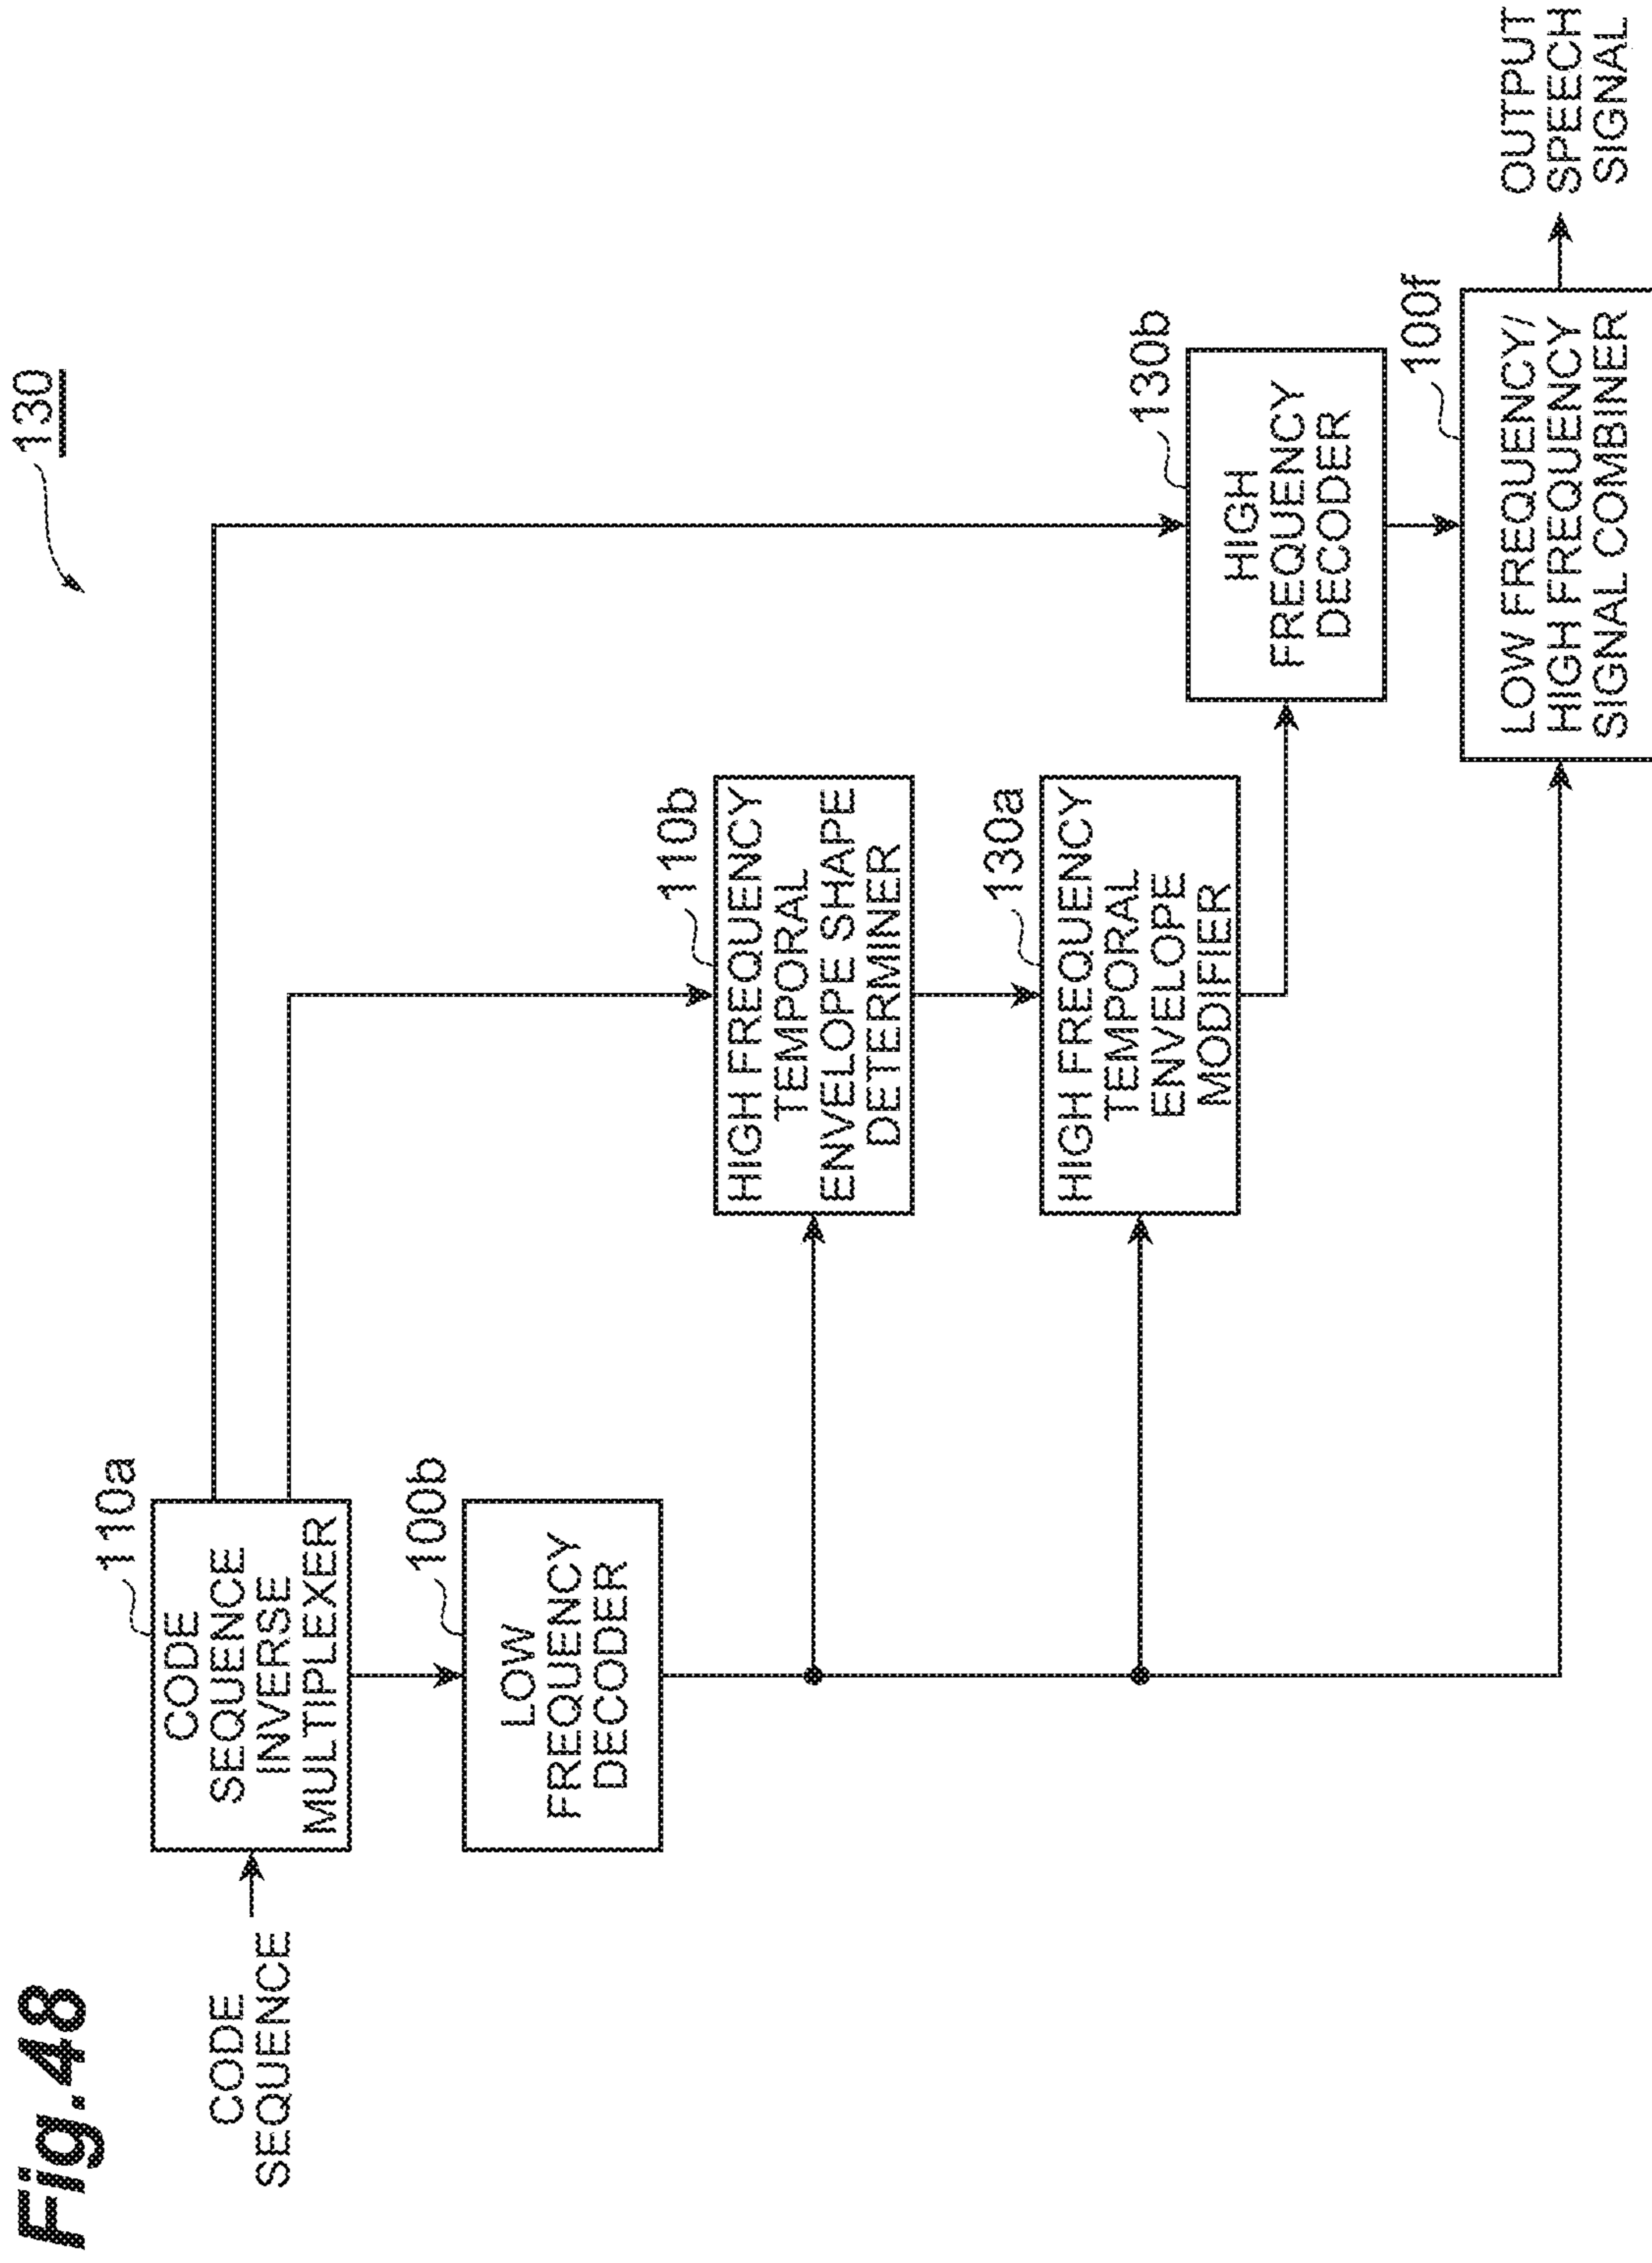 Fig.48
130
CODE
SEQUENCE
110a
CODE
SEQUENCE
INVERSE
MULTIPLEXER
100b
LOW
FREQUENCY
DECODER
110b
HIGH FREQUENCY
TEMPORAL
ENVELOPE SHAPE
DETERMINER
130a
HIGH FREQUENCY
TEMPORAL
ENVELOPE
MODIFIER
130b
HIGH
FREQUENCY
DECODER
100f
LOW FREQUENCY/
HIGH FREQUENCY
SIGNAL COMBINER
OUTPUT
SPEECH
SIGNAL